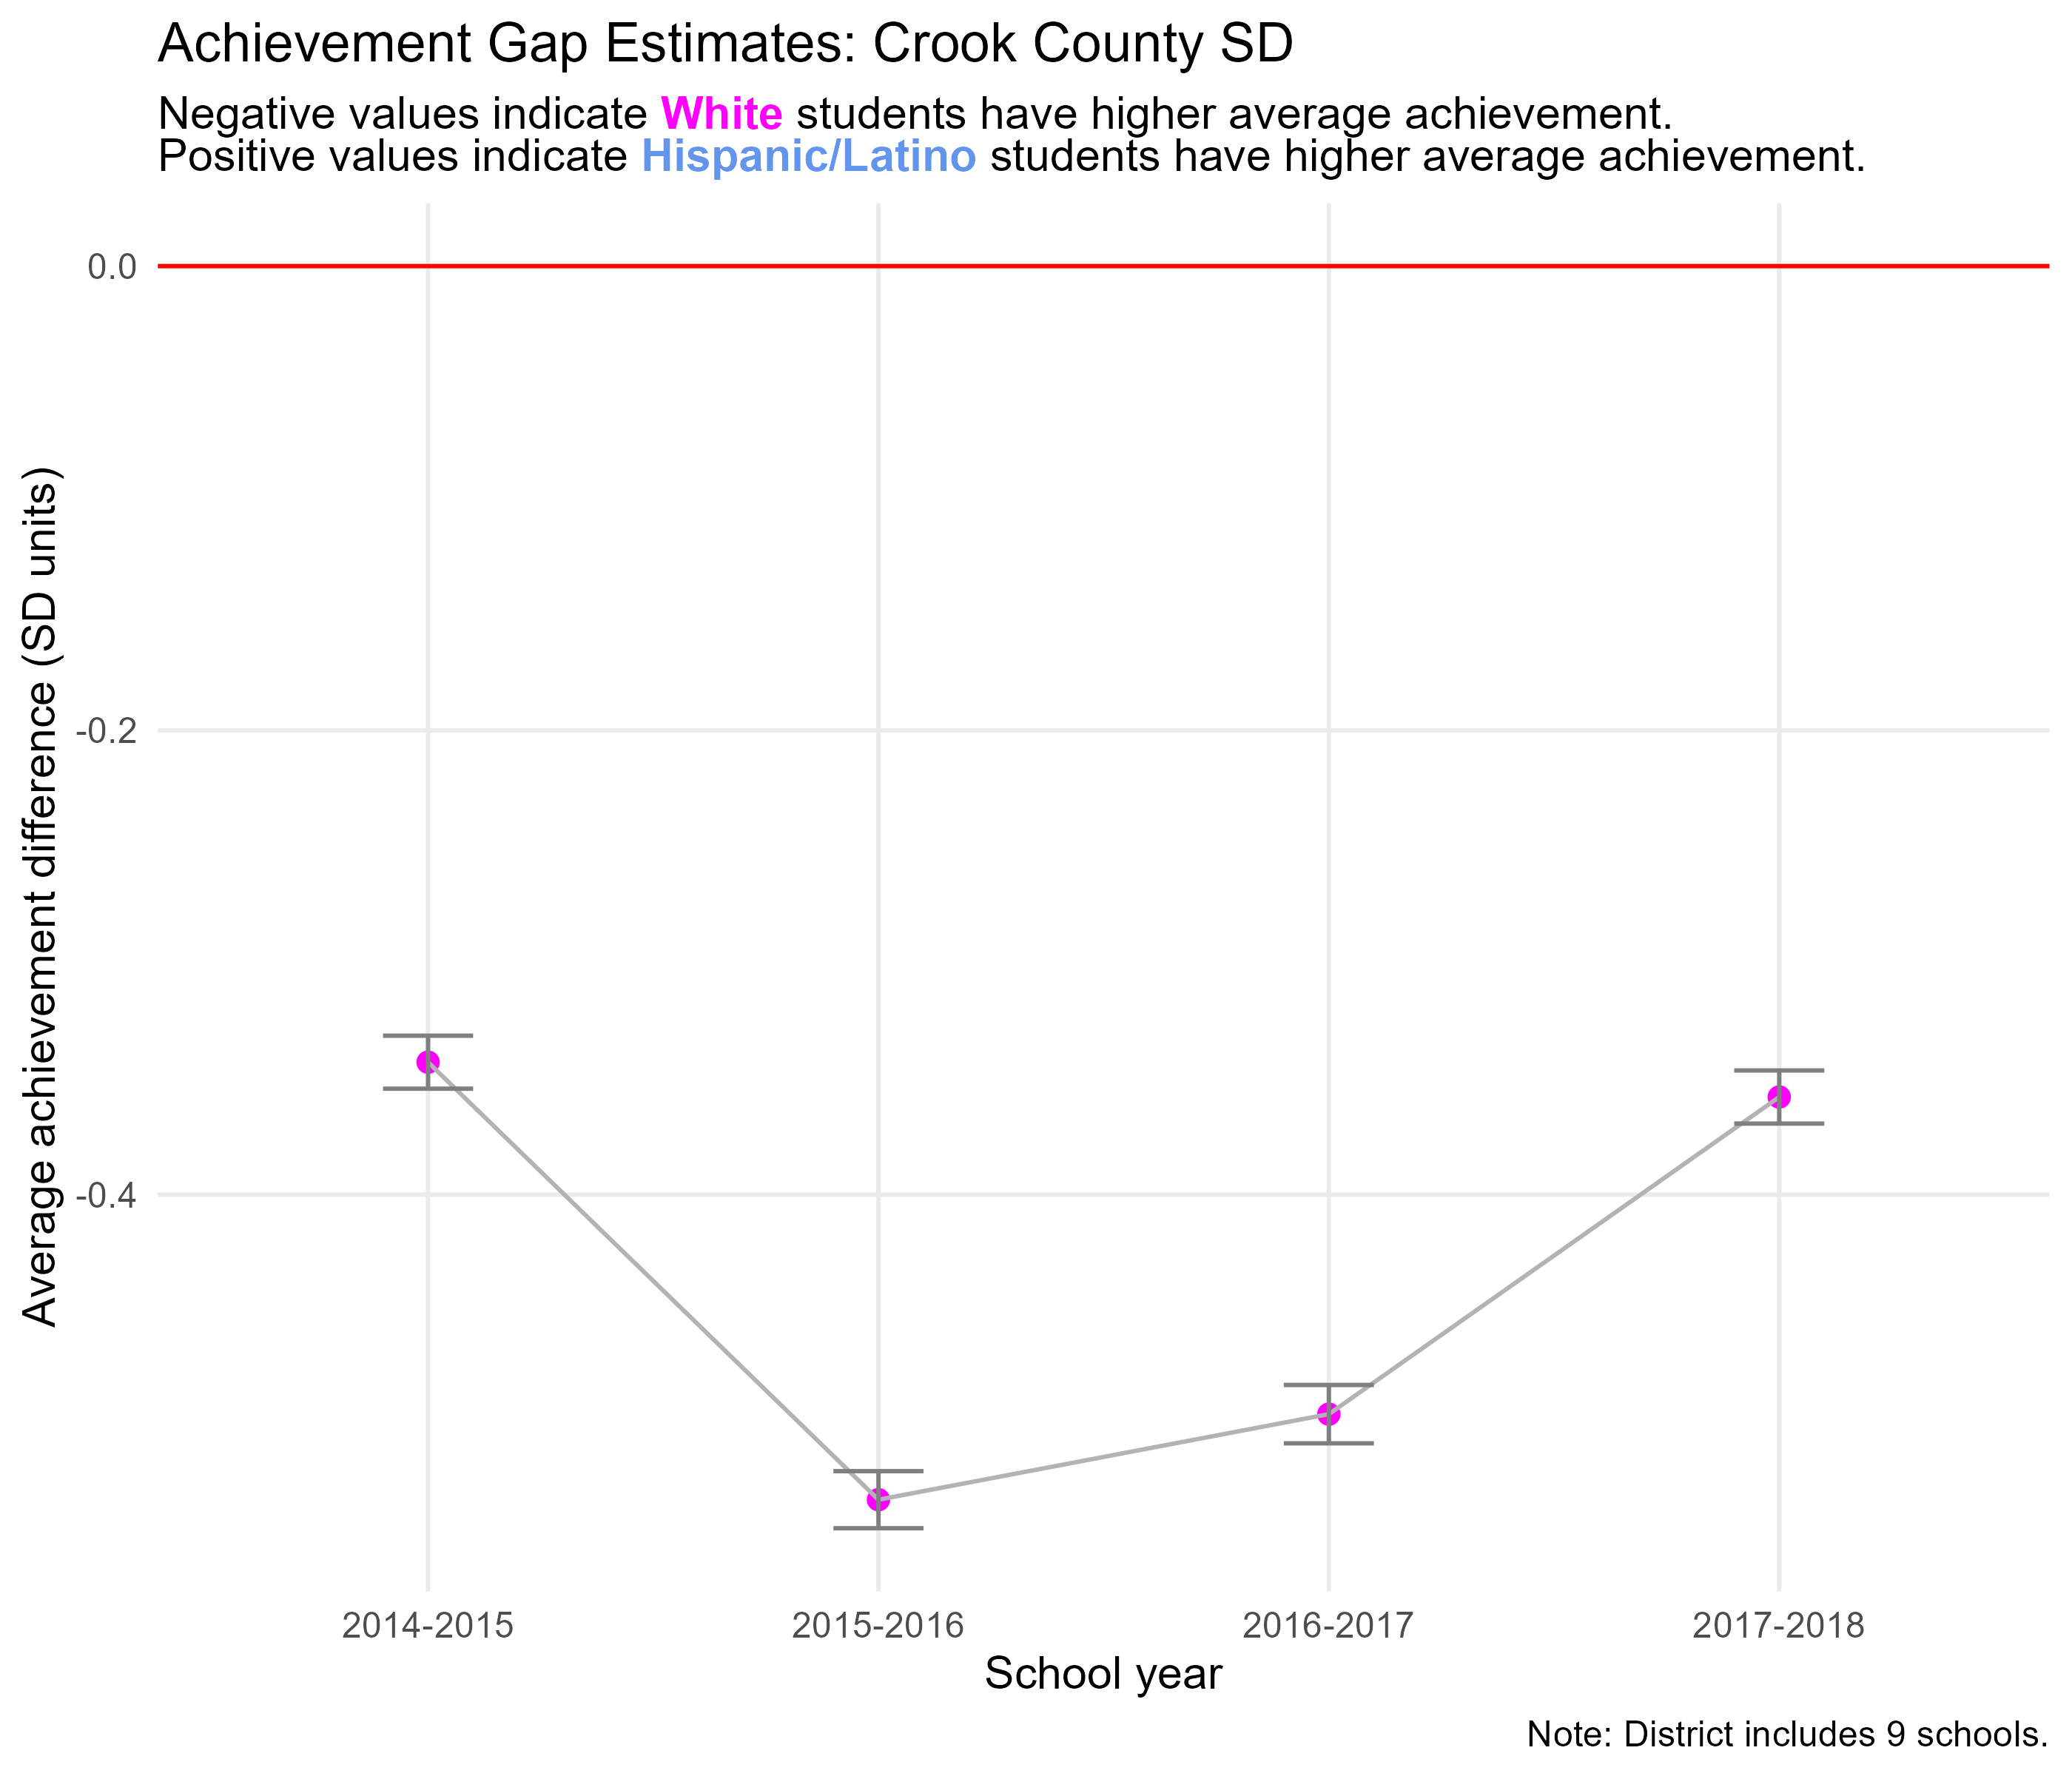 Achievement Gap Estimates: Crook County SD
Negative values indicate White students have higher average achievement.
Positive values indicate Hispanic/Latino students have higher average achievement.
Average achievement difference (SD units)
0.0
-0.2
-0.4
2014-2015 2015-2016 2016-2017 2017-2018
School year
Note: District includes 9 schools.